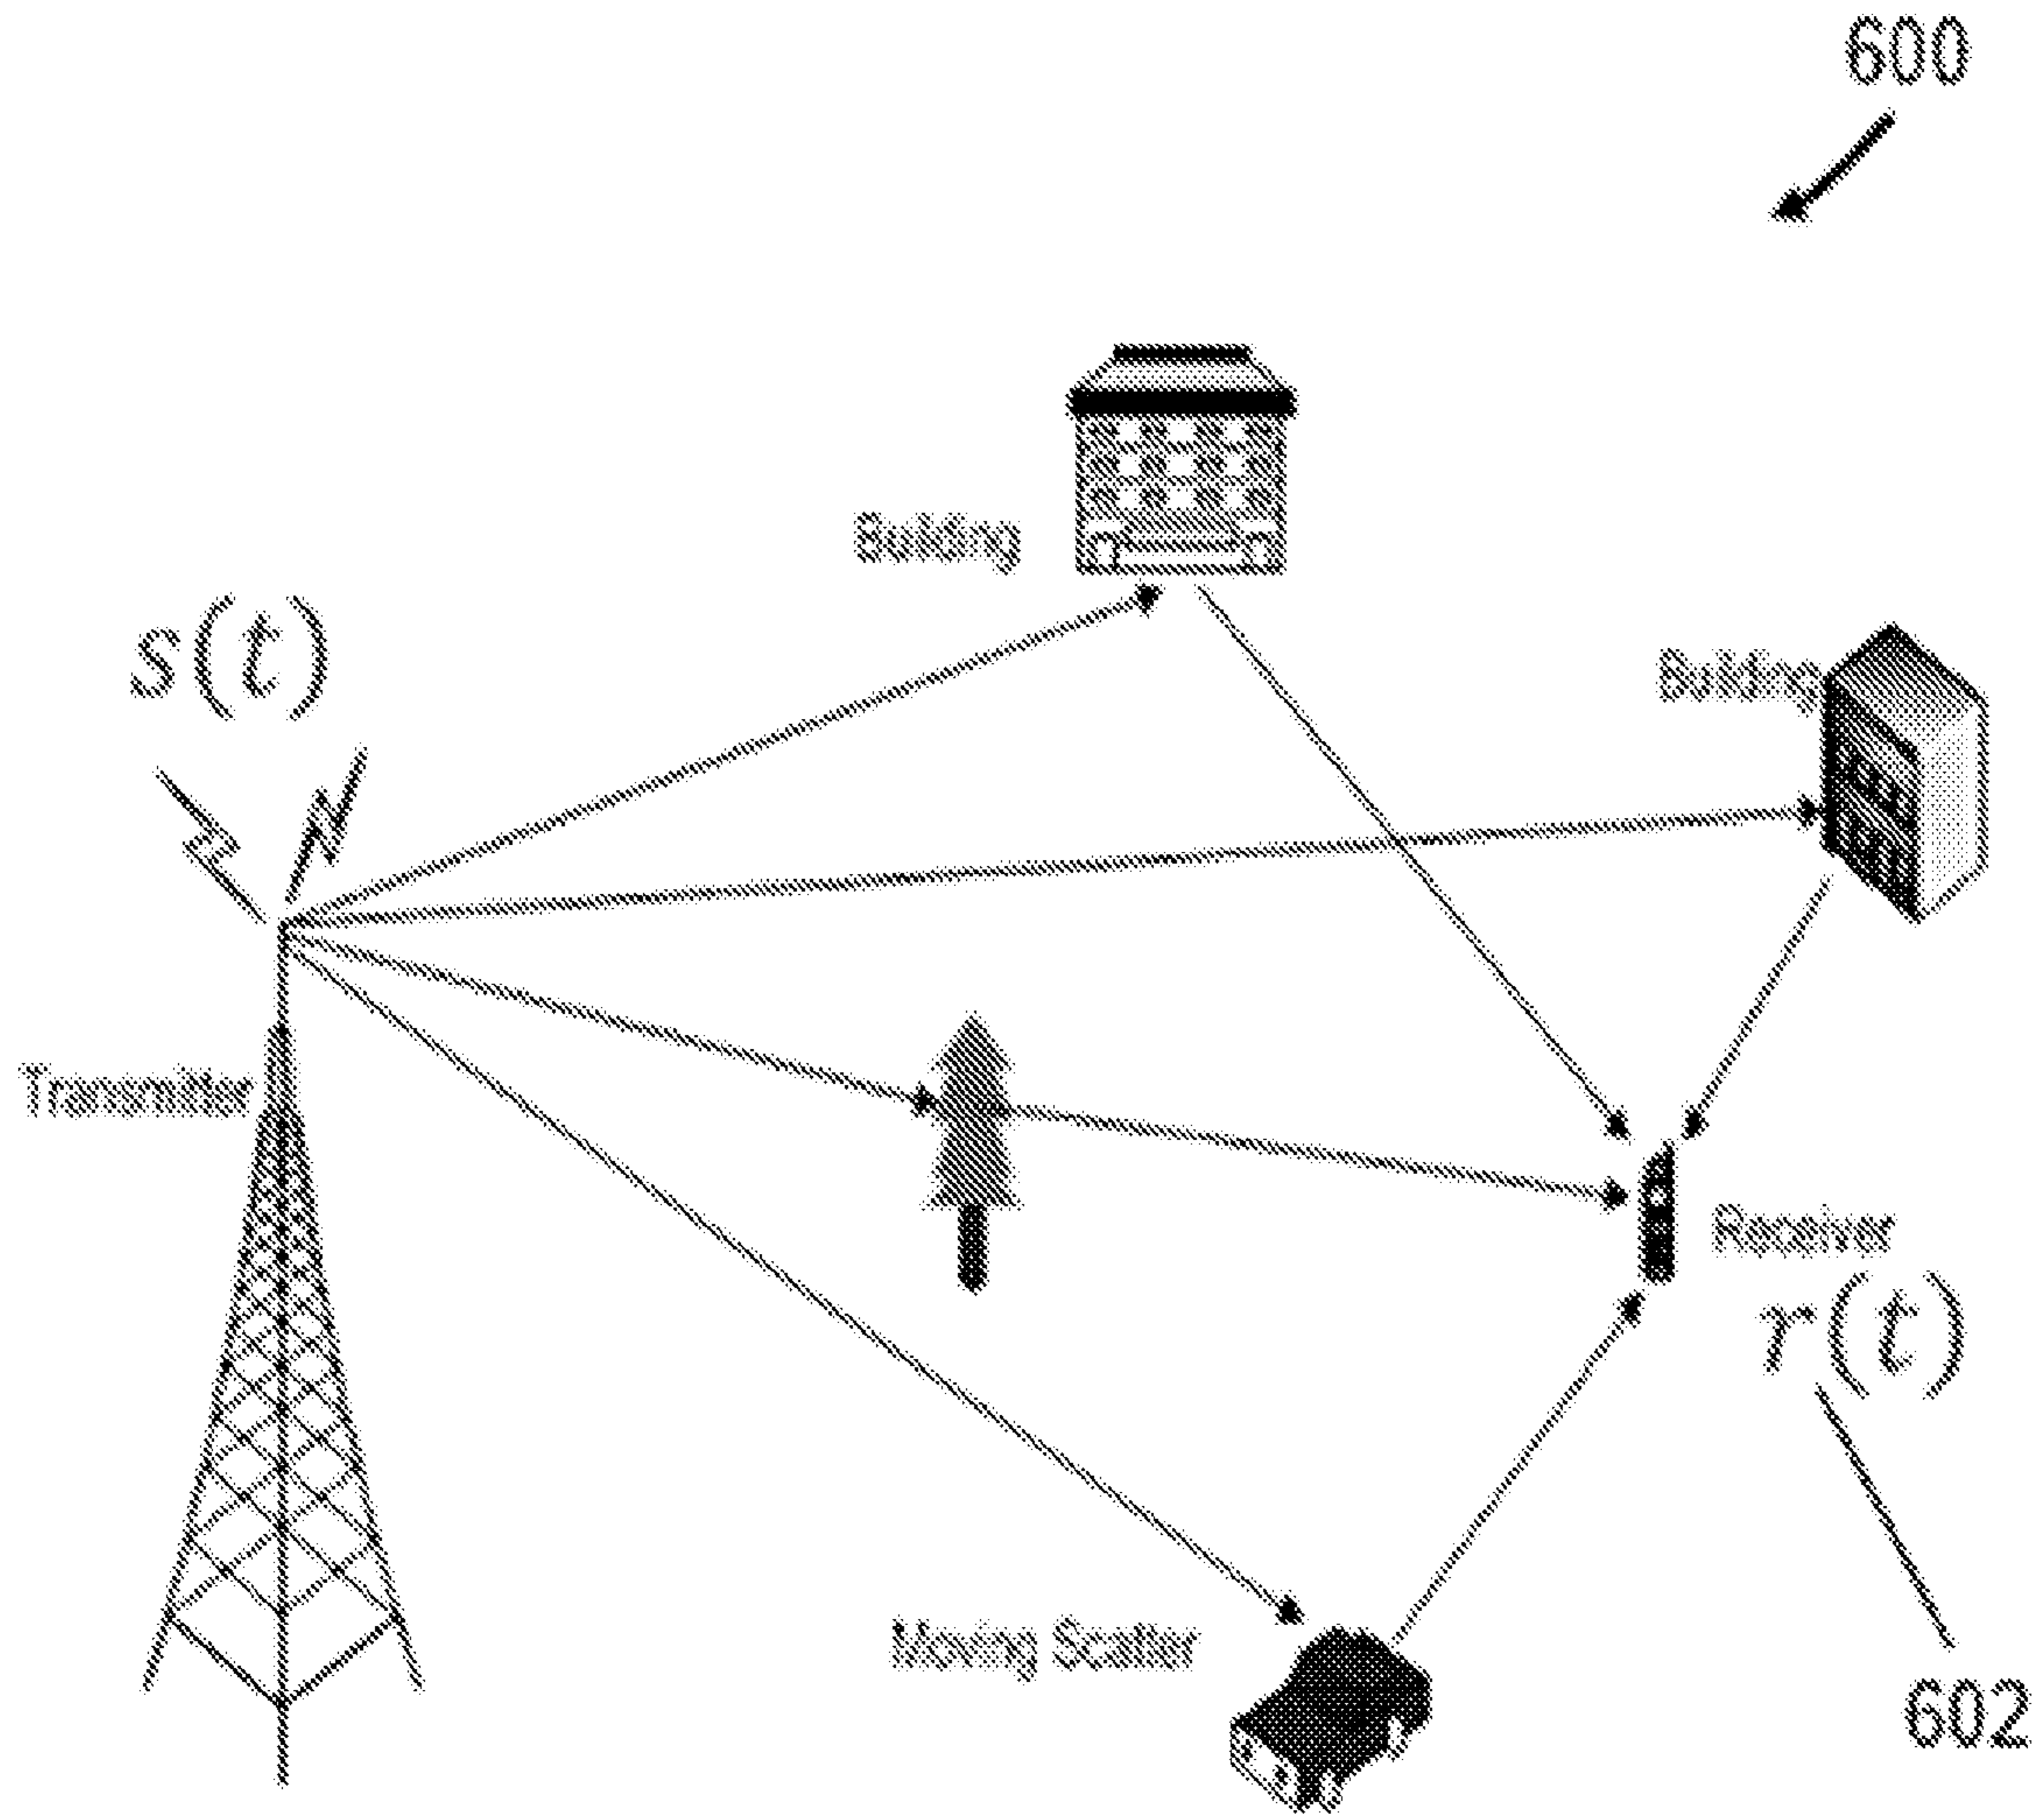 600
Building
s(t)
Building
Transmitter
Receiver
r(t)
Moving Scatter
602